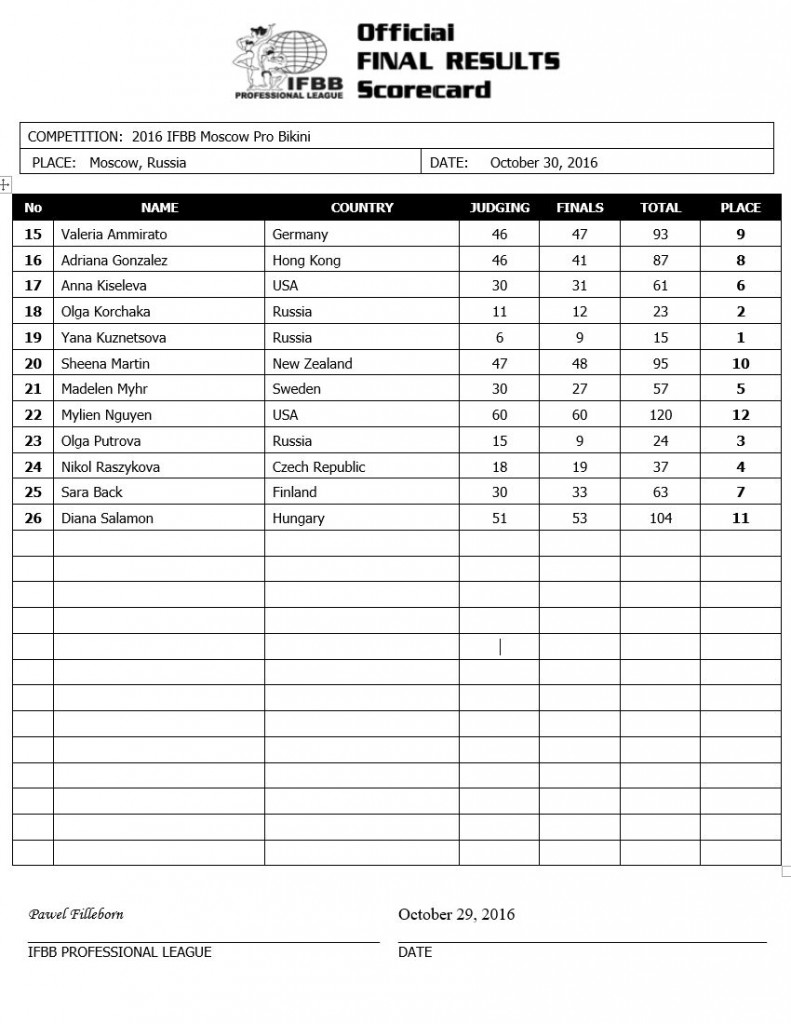 Official
FINAL RESULTS
Scorecard
IFBB
PROFESSIONAL LEAGUE
COMPETITION: 2016 IFBB Moscow Pro Bikini
PLACE: Moscow, Russia DATE: October 30, 2016
No NAME COUNTRY JUDGING FINALS TOTAL PLACE
15 Valeria Ammirato Germany 46 47 93 9
16 Adriana Gonzalez Hong Kong 46 41 87 8
17 Anna Kiseleva USA 30 31 61 6
18 Olga Korchaka Russia 11 12 23 2
19 Yana Kuznetsova Russia 6 9 15 1
20 Sheena Martin New Zealand 47 48 95 10
21 Madelen Myhr Sweden 30 27 57 5
22 Mylien Nguyen USA 60 60 120 12
23 Olga Putrova Russia 15 9 24 3
24 Nikol Raszykova Czech Republic 18 19 37 4
25 Sara Back Finland 30 33 63 7
26 Diana Salamon Hungary 51 53 104 11
Pawel Filleborn October 29, 2016
IFBB PROFESSIONAL LEAGUE DATE